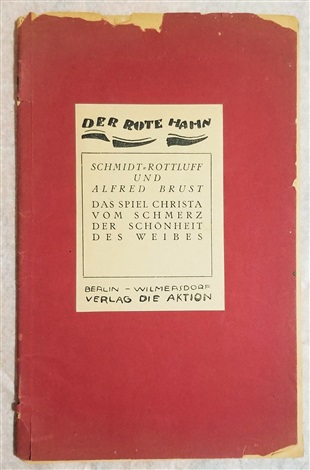 DER ROTE HAHN
SCHMIDT-ROTTLUFF
UND
ALFRED BRUST
DAS SPIEL CHRISTA
VOM SCHMERZ
DER SCHÖNHEIT
DES WEIBES
BERLIN – WILMERSDORF
VERLAG DIE AKTION